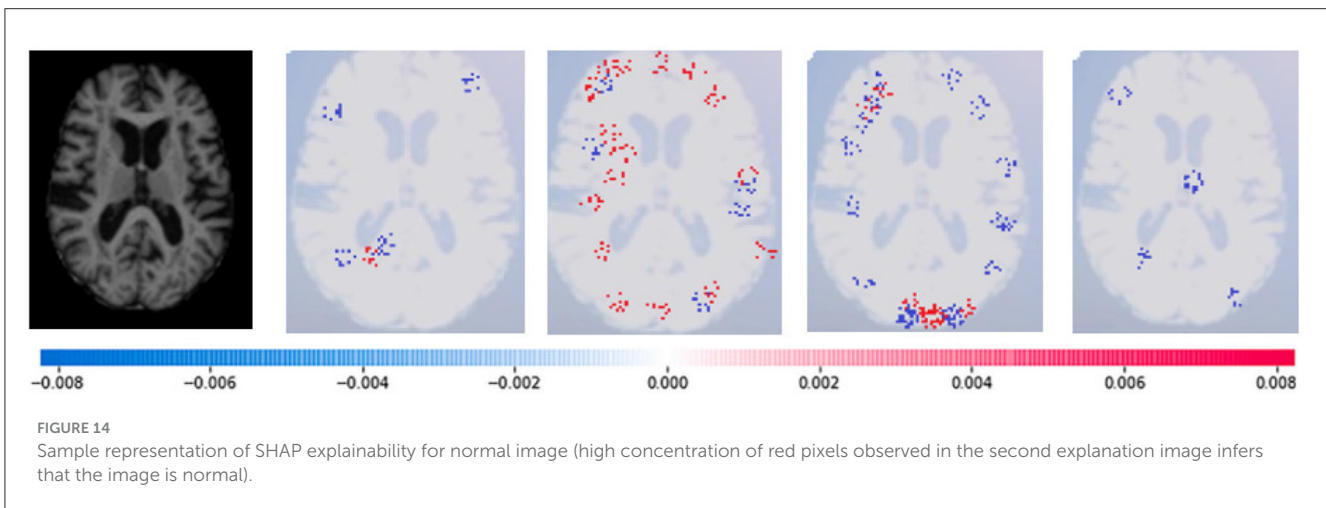 −0.008 −0.006 −0.004 −0.002 0.000 0.002 0.004 0.006 0.008
FIGURE 14
Sample representation of SHAP explainability for normal image (high concentration of red pixels observed in the second explanation image infers
that the image is normal).